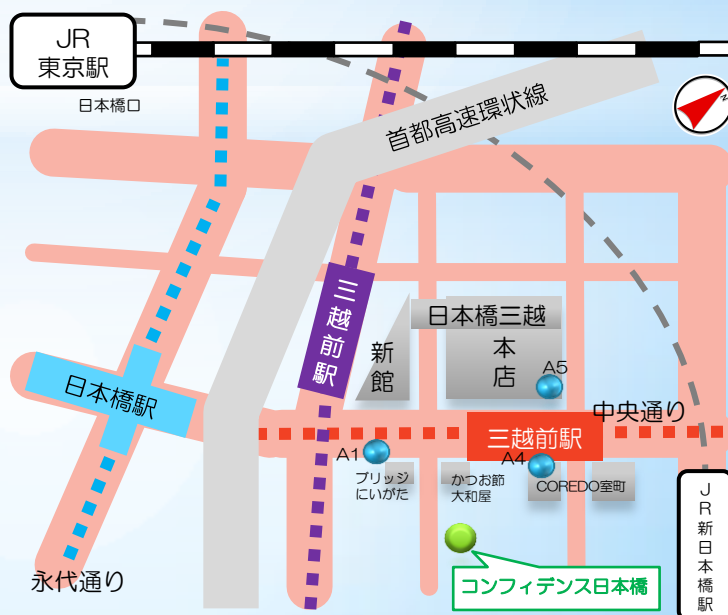 JR
東京駅
日本橋口
首都高速環状線
N
三越前駅
日本橋三越
本店
新館
A5
日本橋駅
中央通り
三越前駅
A1
A4
ブリッジ
にいがた
かつお節
大和屋
COREDO室町
JR新日本橋駅
コンフィデンス日本橋
永代通り